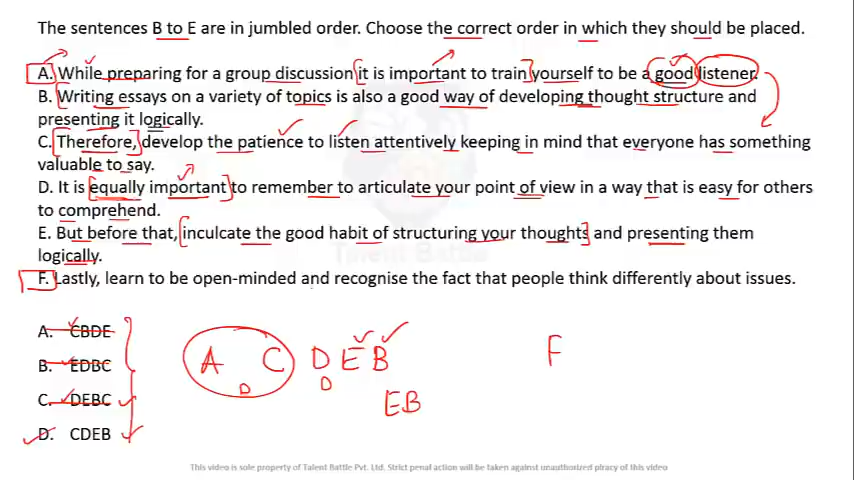 The sentences B to E are in jumbled order. Choose the correct order in which they should be placed.
A. While preparing for a group discussion it is important to train yourself to be a good listener.
B. Writing essays on a variety of topics is also a good way of developing thought structure and
presenting it logically.
C. Therefore, develop the patience to listen attentively keeping in mind that everyone has something
valuable to say.
D. It is equally important to remember to articulate your point of view in a way that is easy for others
to comprehend.
E. But before that, inculcate the good habit of structuring your thoughts and presenting them
logically.
F. Lastly, learn to be open-minded and recognise the fact that people think differently about issues.
A. CBDE
B. EDBC
C. DEBC
D. CDEB
A C D E B F
D D
EB
Talent Battle
This video is sole property of Talent Battle Pvt. Ltd. Strict penal action will be taken against unauthorized piracy of this video